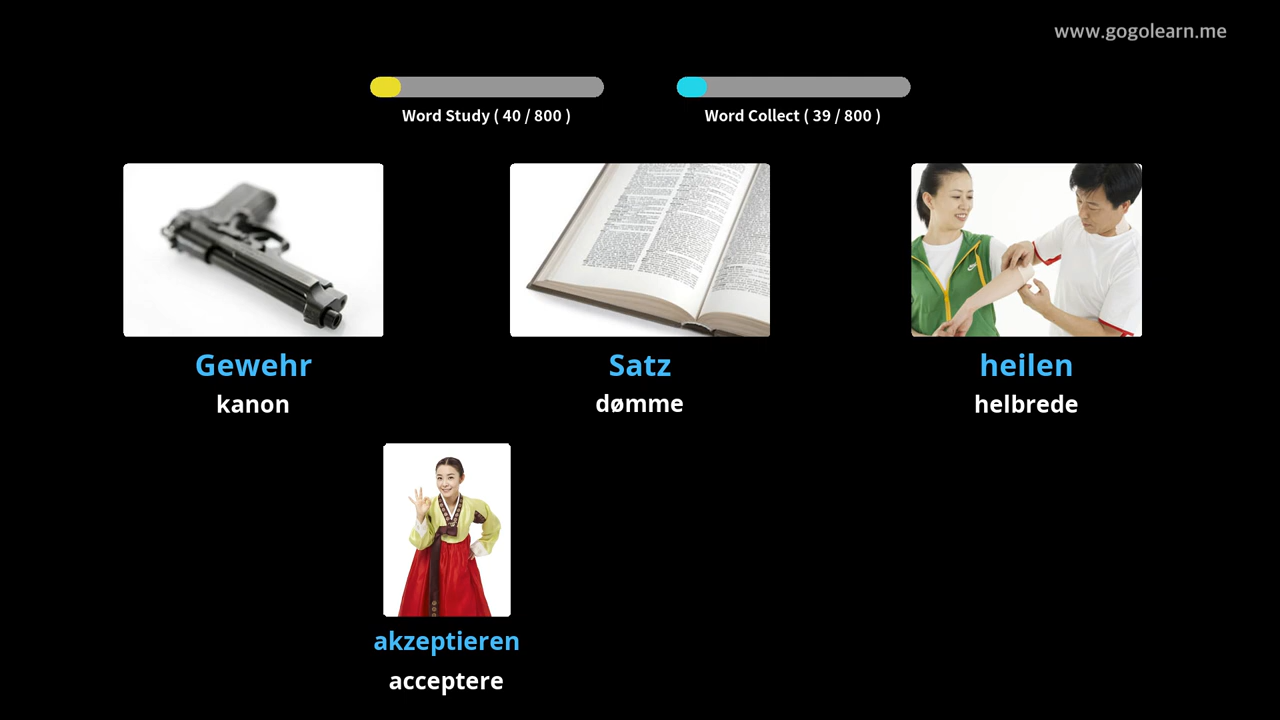 www.gogolearn.me
Word Study ( 40 / 800 )
Word Collect ( 39 / 800 )
Gewehr
kanon
Satz
dømme
heilen
helbrede
akzeptieren
acceptere